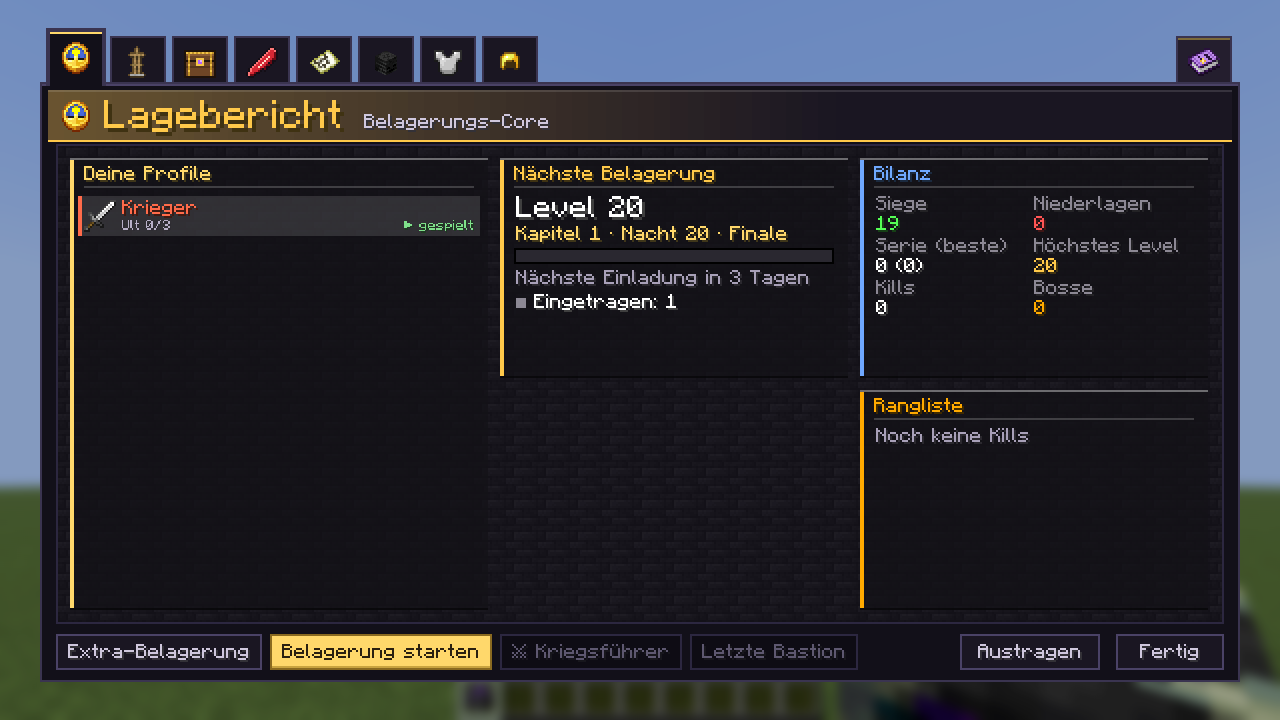 Lagebericht Belagerungs-Core
Deine Profile
Krieger
Ult 0/3 ▶ gespielt
Nächste Belagerung
Level 20
Kapitel 1 · Nacht 20 · Finale
Nächste Einladung in 3 Tagen
Eingetragen: 1
Bilanz
Siege Niederlagen
19 0
Serie (beste) Höchstes Level
0 (0) 20
Kills Bosse
0 0
Rangliste
Noch keine Kills
Extra-Belagerung Belagerung starten ⚔ Kriegsführer Letzte Bastion Austragen Fertig